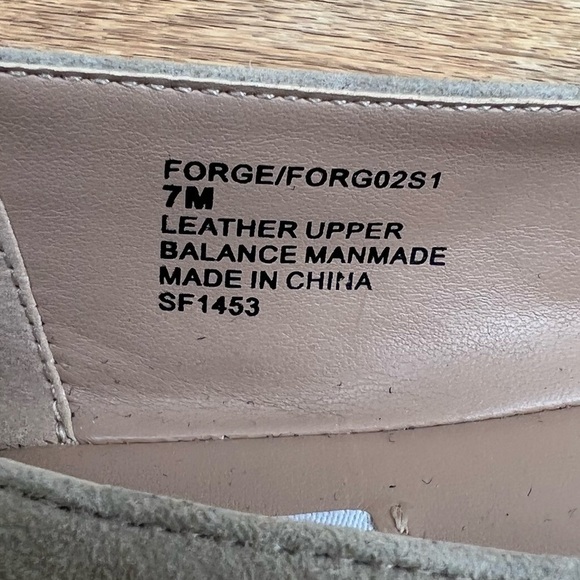 FORGE/FORG02S1
7M
LEATHER UPPER
BALANCE MANMADE
MADE IN CHINA
SF1453